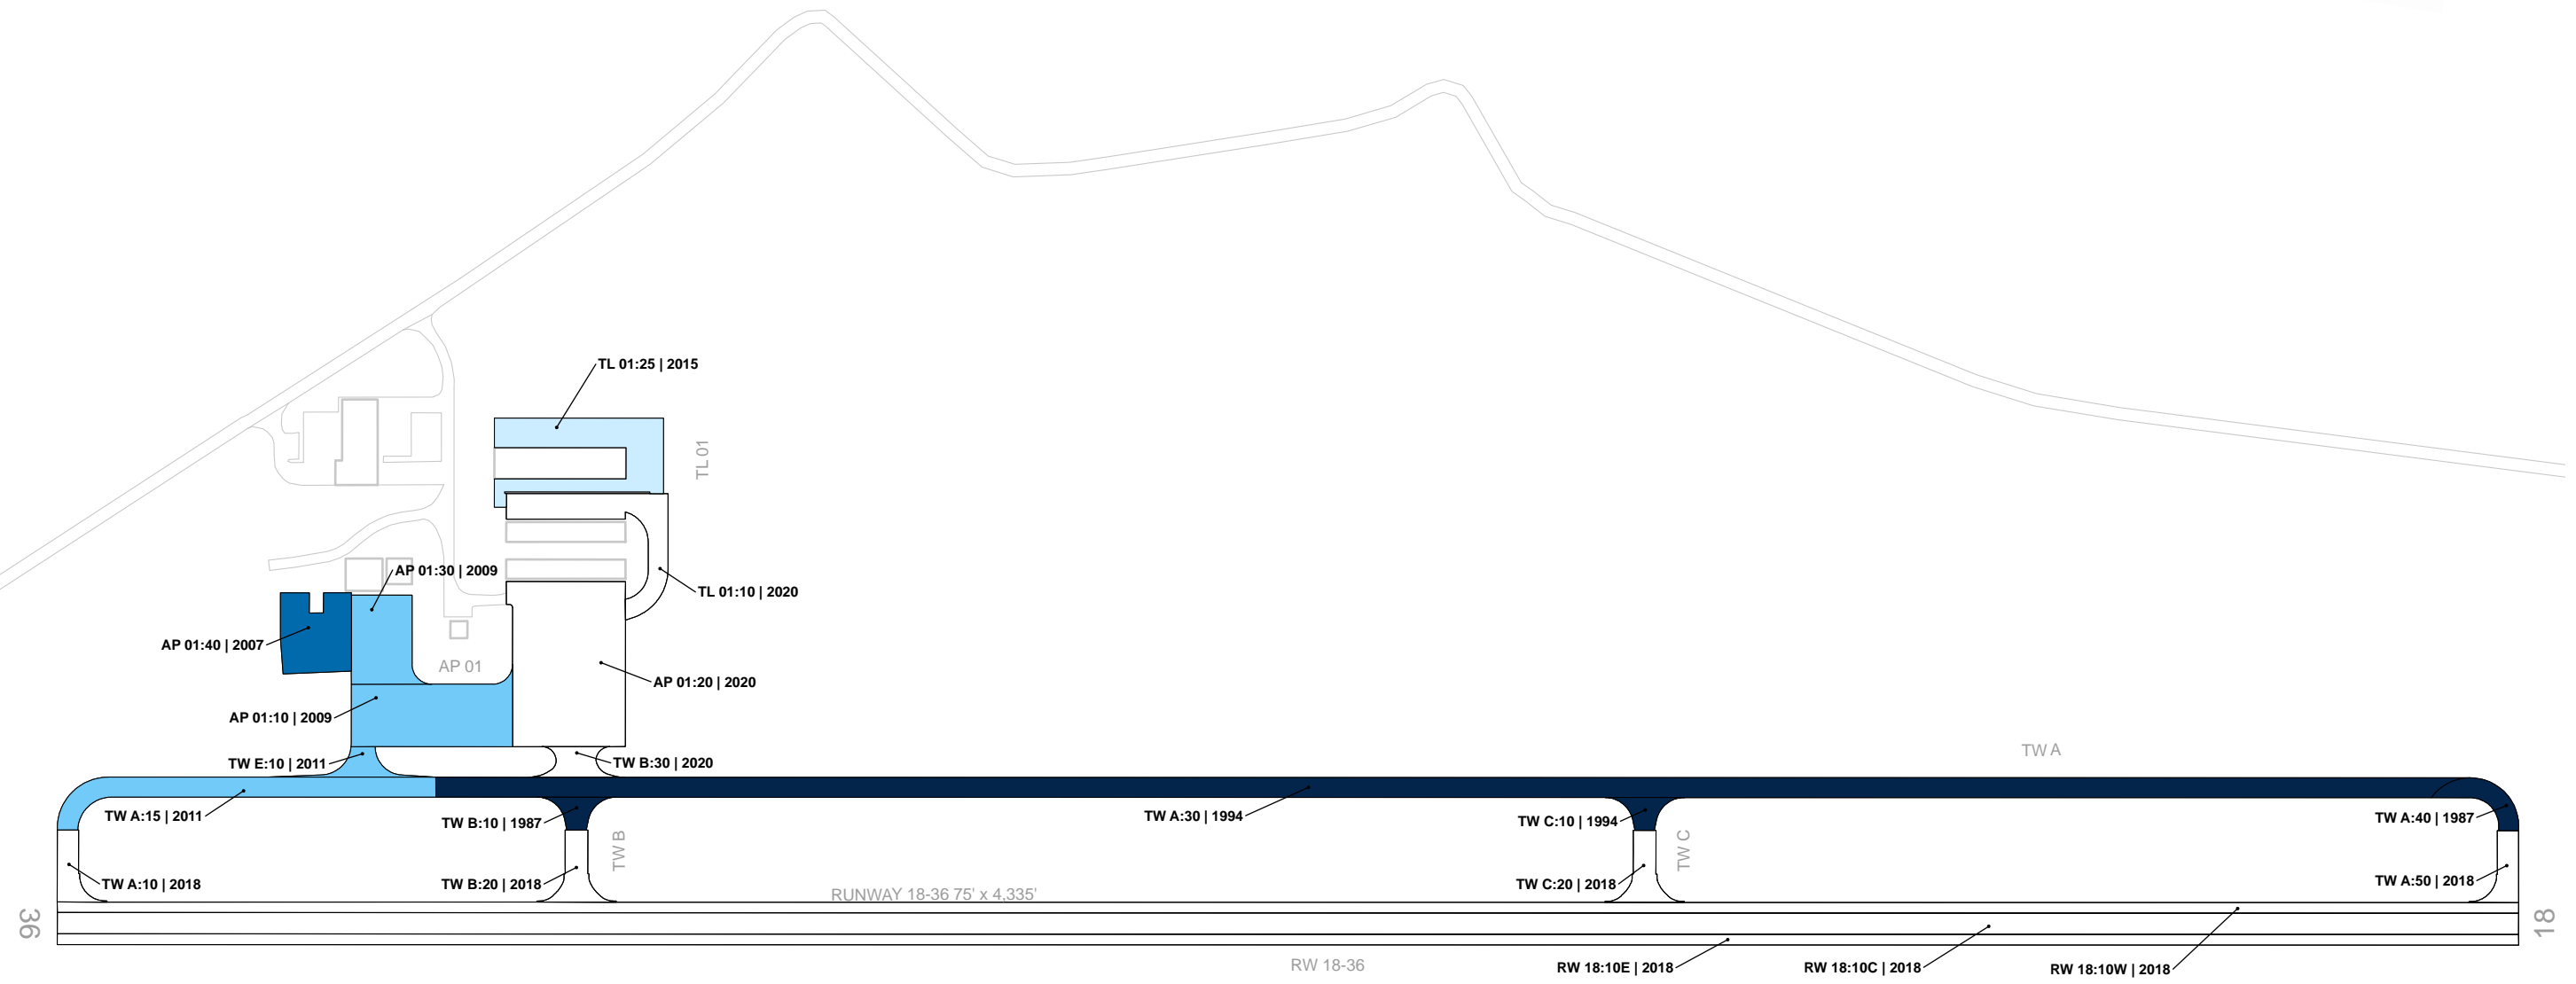 TL 01:25 | 2015
TL 01
AP 01:30 | 2009
TL 01:10 | 2020
AP 01:40 | 2007
AP 01
AP 01:20 | 2020
AP 01:10 | 2009
TW A
TW E:10 | 2011
TW B:30 | 2020
TW A:15 | 2011
TW B:10 | 1987
TW A:30 | 1994
TW C:10 | 1994
TW A:40 | 1987
TW B
TW C
TW A:10 | 2018
TW B:20 | 2018
TW C:20 | 2018
TW A:50 | 2018
RUNWAY 18-36 75' x 4,335'
36
18
RW 18-36
RW 18:10E | 2018
RW 18:10C | 2018
RW 18:10W | 2018